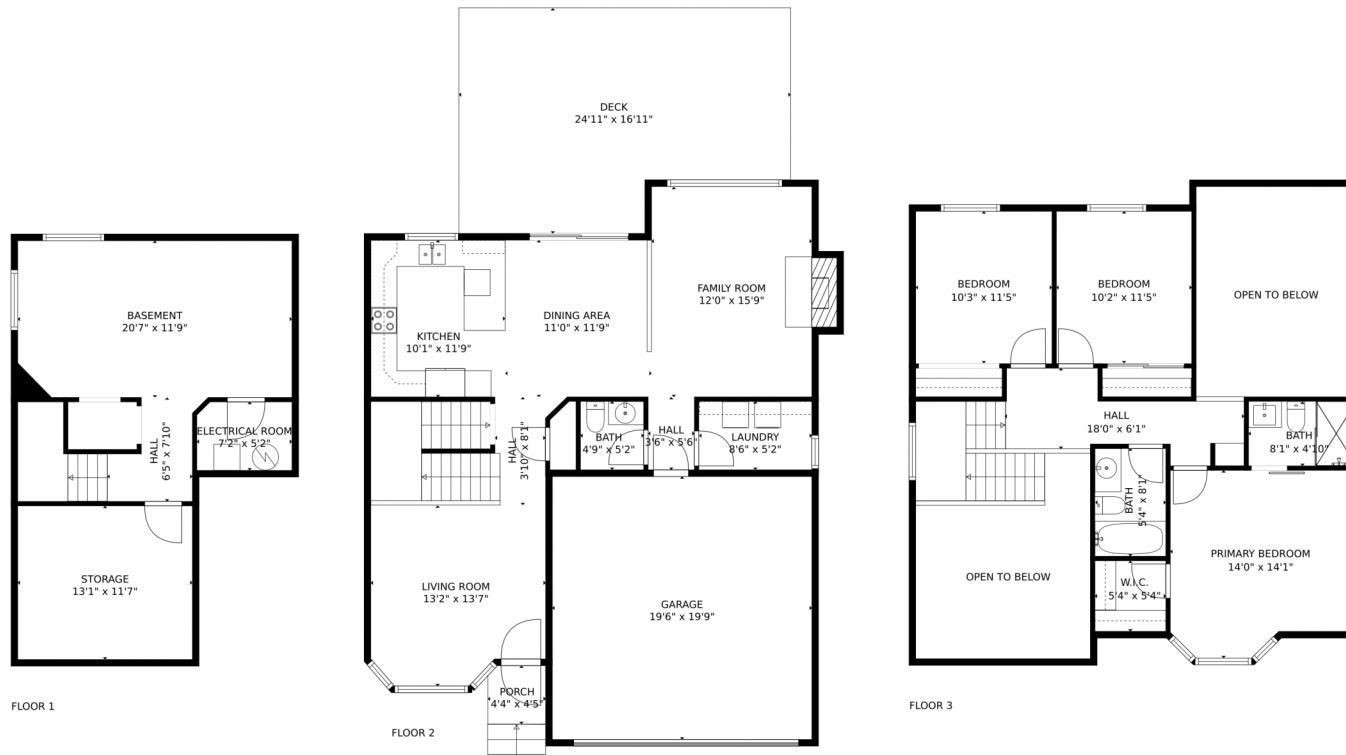 BASEMENT
20'7" x 11'9"
HALL
6'5" x 7'10"
ELECTRICAL ROOM
7'2" x 5'2"
STORAGE
13'1" x 11'7"
FLOOR 1
DECK
24'11" x 16'11"
FAMILY ROOM
12'0" x 15'9"
DINING AREA
11'0" x 11'9"
KITCHEN
10'1" x 11'9"
HALL
3'10" x 8'1"
BATH
4'9" x 5'2"
HALL
3'6" x 5'6"
LAUNDRY
8'6" x 5'2"
LIVING ROOM
13'2" x 13'7"
GARAGE
19'6" x 19'9"
PORCH
4'4" x 4'5"
FLOOR 2
BEDROOM
10'3" x 11'5"
BEDROOM
10'2" x 11'5"
OPEN TO BELOW
HALL
18'0" x 6'1"
BATH
8'1" x 4'10"
BATH
5'4" x 8'1"
PRIMARY BEDROOM
14'0" x 14'1"
OPEN TO BELOW
W.I.C.
5'4" x 5'4"
FLOOR 3